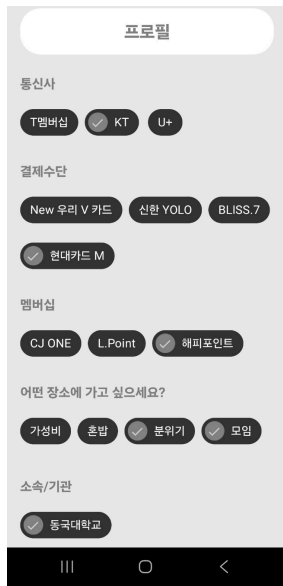 프로필
통신사
T멤버십 KT U+
결제수단
New 우리 V 카드 신한 YOLO BLISS.7
현대카드 M
멤버십
CJ ONE L.Point 해피포인트
어떤 장소에 가고 싶으세요?
가성비 혼밥 분위기 모임
소속/기관
동국대학교